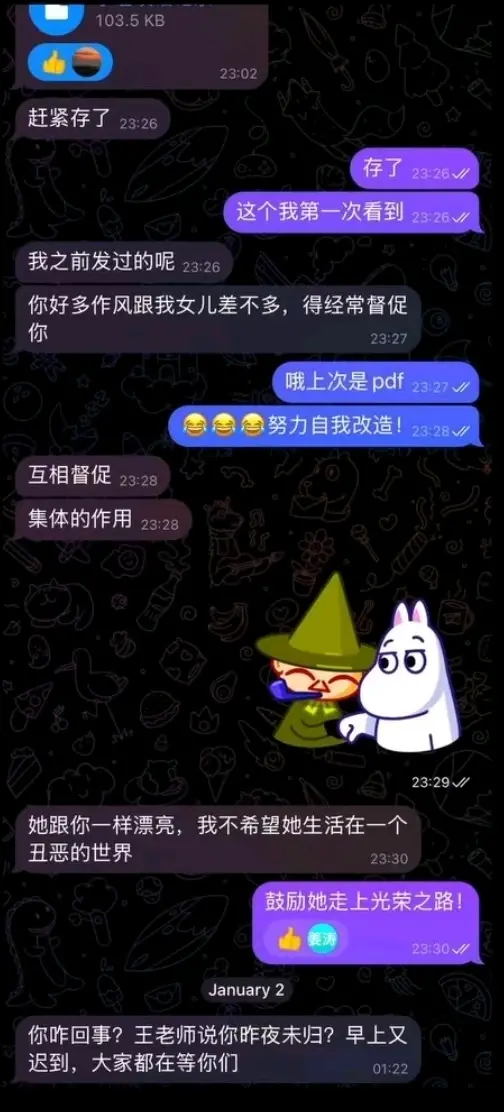 103.5 KB
23:02
赶紧存了 23:26
存了 23:26
这个我第一次看到 23:26
我之前发过的呢 23:26
你好多作风跟我女儿差不多，得经常督促
你
23:27
哦上次是pdf 23:27
😂😂😂努力自我改造！ 23:28
互相督促 23:28
集体的作用 23:28
23:29
她跟你一样漂亮，我不希望她生活在一个
丑恶的世界
23:30
鼓励她走上光荣之路！
姜涛
23:30
January 2
你咋回事？王老师说你昨夜未归？早上又
迟到，大家都在等你们
01:22